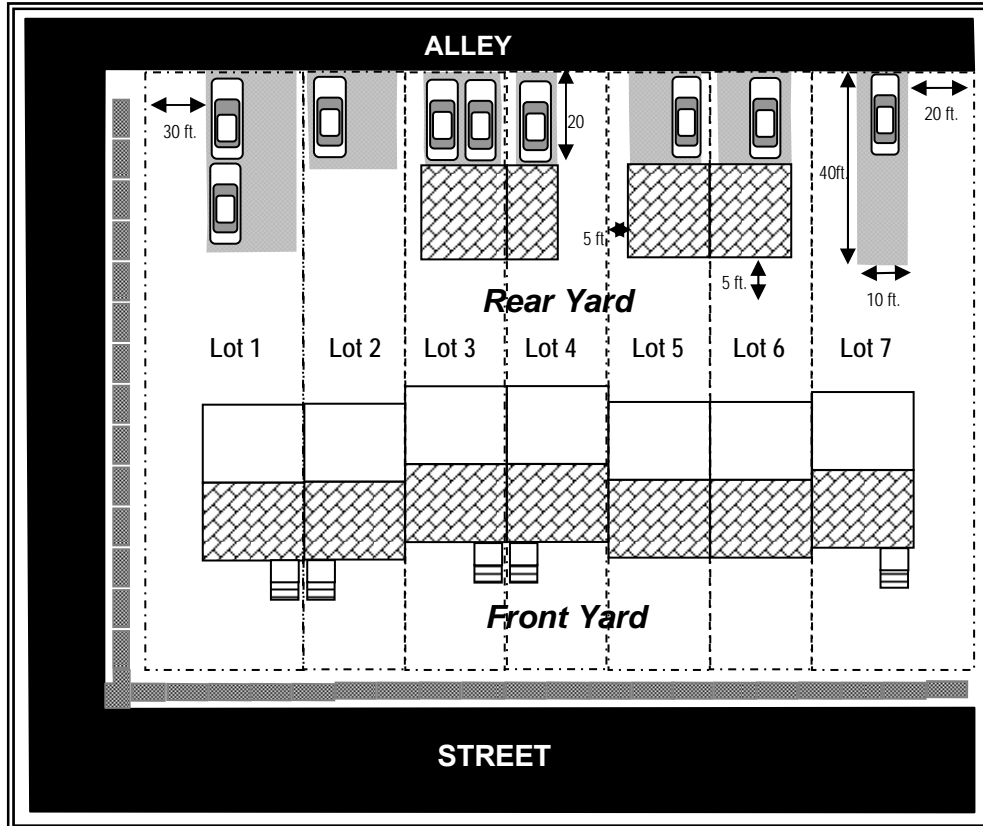 ALLEY
30 ft.
20
20 ft.
40ft.
5 ft.
5 ft.
10 ft.
Rear Yard
Lot 1
Lot 2
Lot 3
Lot 4
Lot 5
Lot 6
Lot 7
Front Yard
STREET